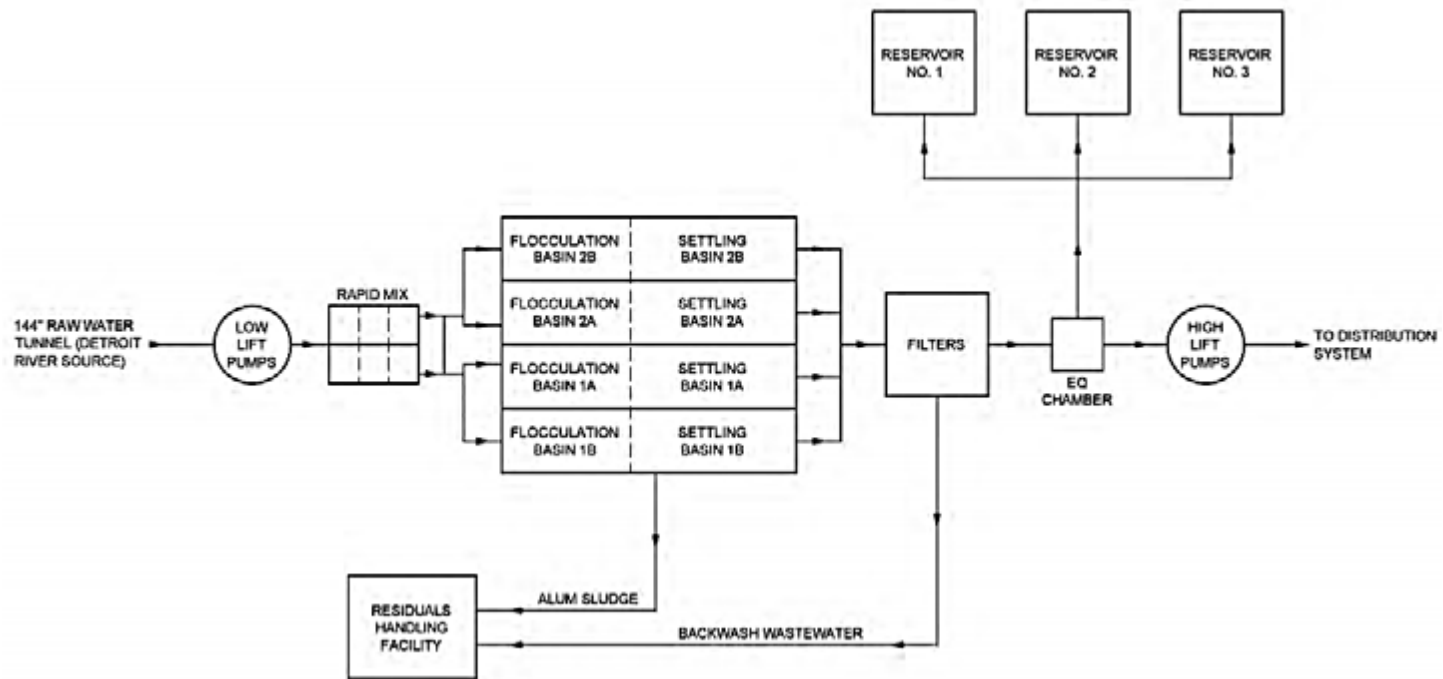 RESERVOIR
NO. 1
RESERVOIR
NO. 2
RESERVOIR
NO. 3
144" RAW WATER
TUNNEL (DETROIT
RIVER SOURCE)
LOW
LIFT
PUMPS
RAPID MIX
FLOCCULATION
BASIN 2B
SETTLING
BASIN 2B
FLOCCULATION
BASIN 2A
SETTLING
BASIN 2A
FLOCCULATION
BASIN 1A
SETTLING
BASIN 1A
FLOCCULATION
BASIN 1B
SETTLING
BASIN 1B
FILTERS
EQ
CHAMBER
HIGH
LIFT
PUMPS
TO DISTRIBUTION
SYSTEM
RESIDUALS
HANDLING
FACILITY
ALUM SLUDGE
BACKWASH WASTEWATER